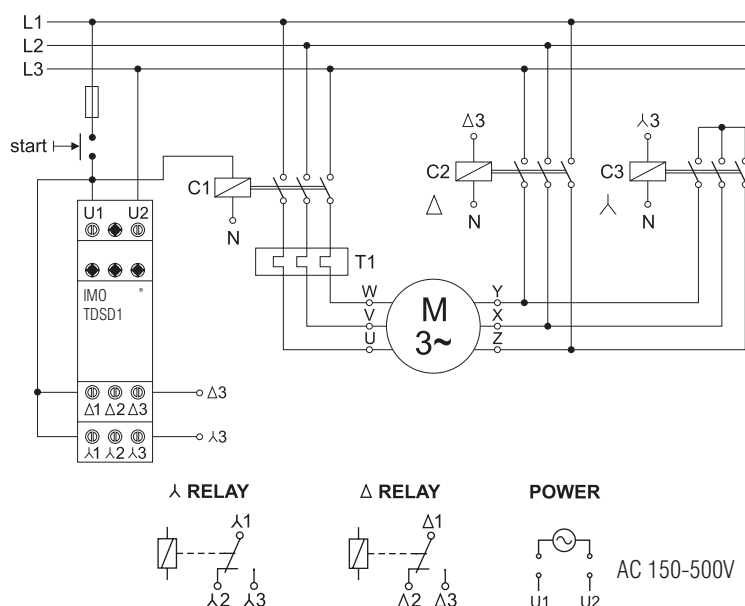 L1
L2
L3
start
U1 U2
IMO
TDSD1
Δ1 Δ2 Δ3
⅄1 ⅄2 ⅄3
Δ3
⅄3
C1
N
T1
W
V
U
M
3~
Y
X
Z
Δ3
C2
Δ
N
⅄3
C3
⅄
N
⅄ RELAY
⅄1
⅄2 ⅄3
Δ RELAY
Δ1
Δ2 Δ3
POWER
AC 150-500V
U1 U2